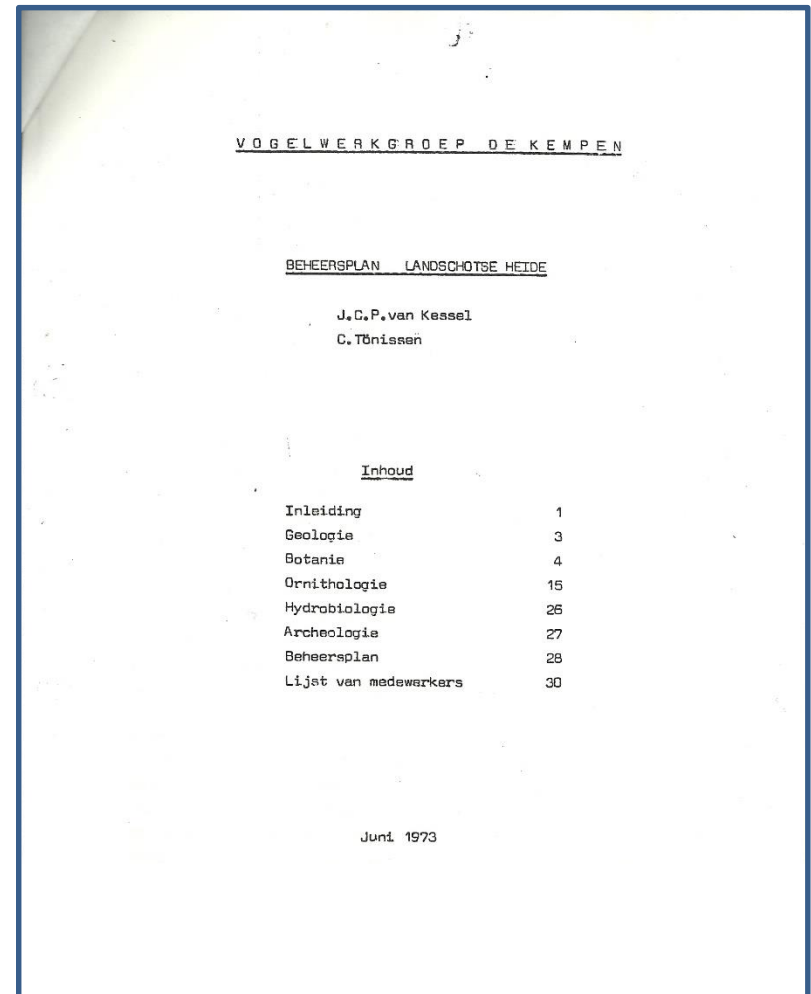 VOGELWERKGROEP DE KEMPEN
BEHEERSPLAN LANDSCHOTSE HEIDE
J.C.P.van Kessel
C.Tönissen
Inhoud
Inleiding 1
Geologie 3
Botanie 4
Ornithologie 15
Hydrobiologie 26
Archeologie 27
Beheersplan 28
Lijst van medewerkers 30
Juni 1973